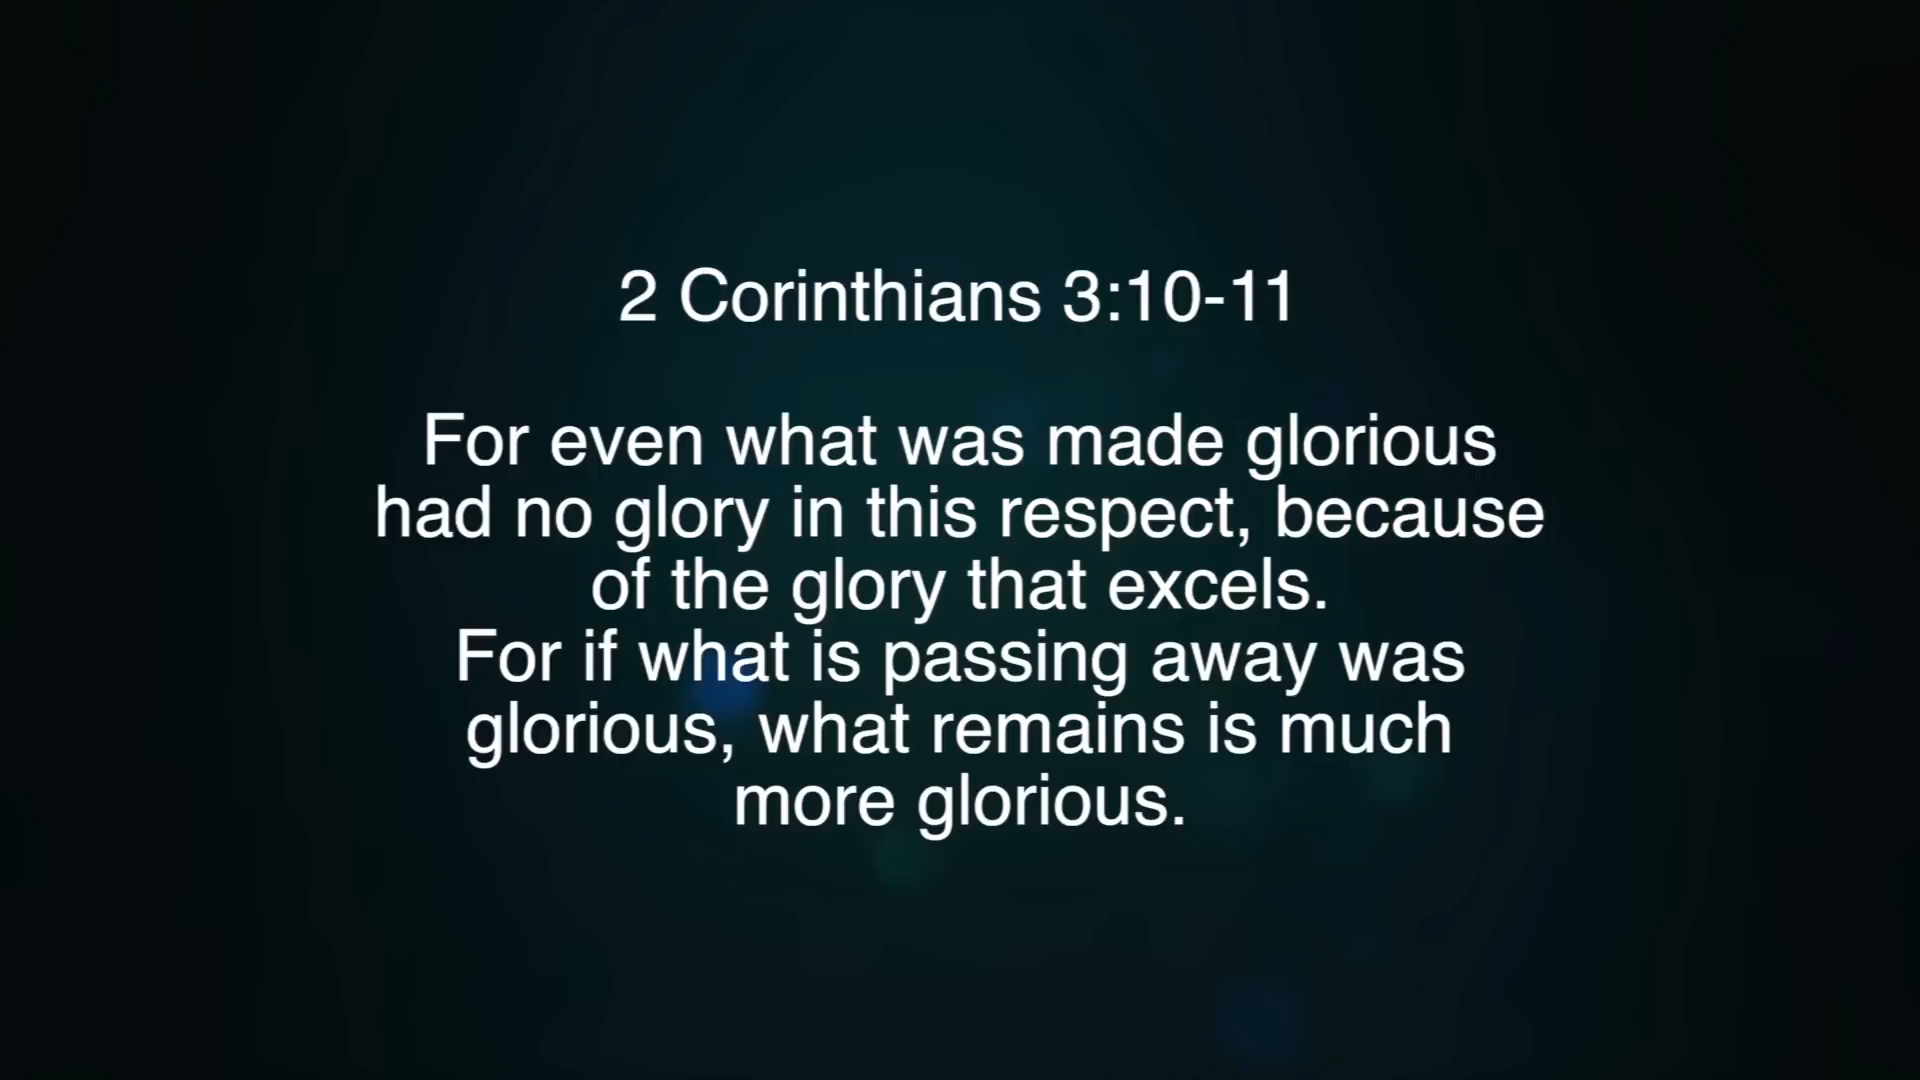 2 Corinthians 3:10-11
For even what was made glorious
had no glory in this respect, because
of the glory that excels.
For if what is passing away was
glorious, what remains is much
more glorious.